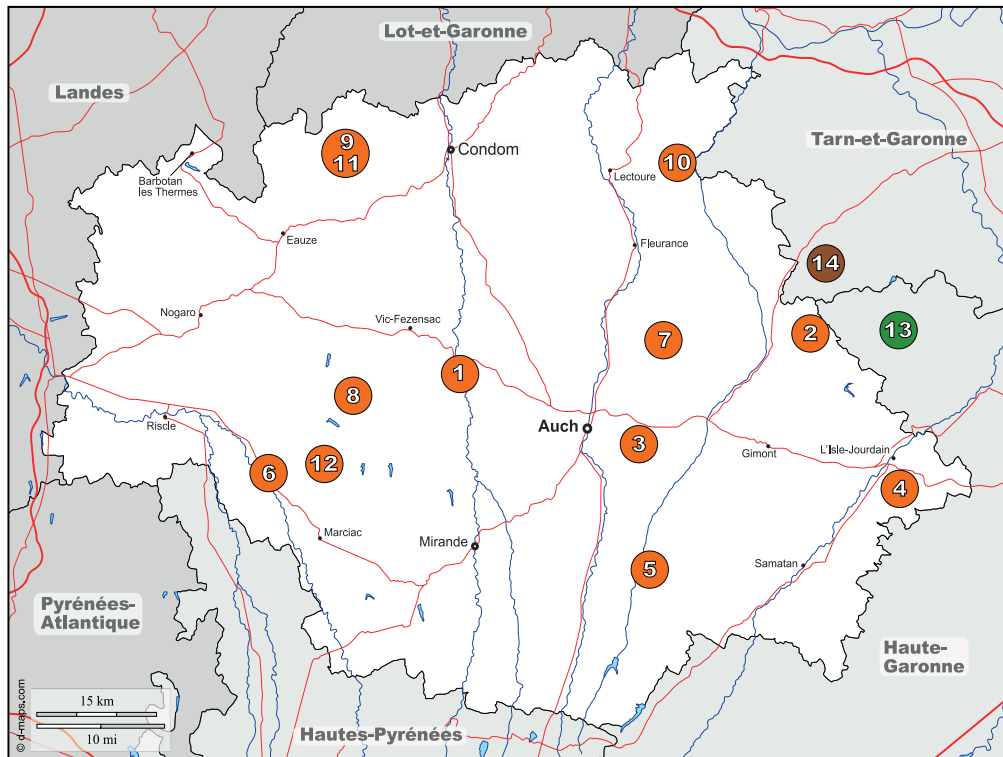 Lot-et-Garonne
Landes
Tarn-et-Garonne
9
11
Condom
10
Barbotan
les Thermes
Lectoure
Eauze
Fleurance
14
Nogaro
Vic-Fezensac
7
2
13
1
8
Riscle
Auch
3
Gimont
L'Isle-Jourdain
6
12
4
Marciac
Mirande
5
Samatan
Pyrénées-
Atlantique
Haute-
Garonne
15 km
10 mi
Hautes-Pyrénées
© d-maps.com